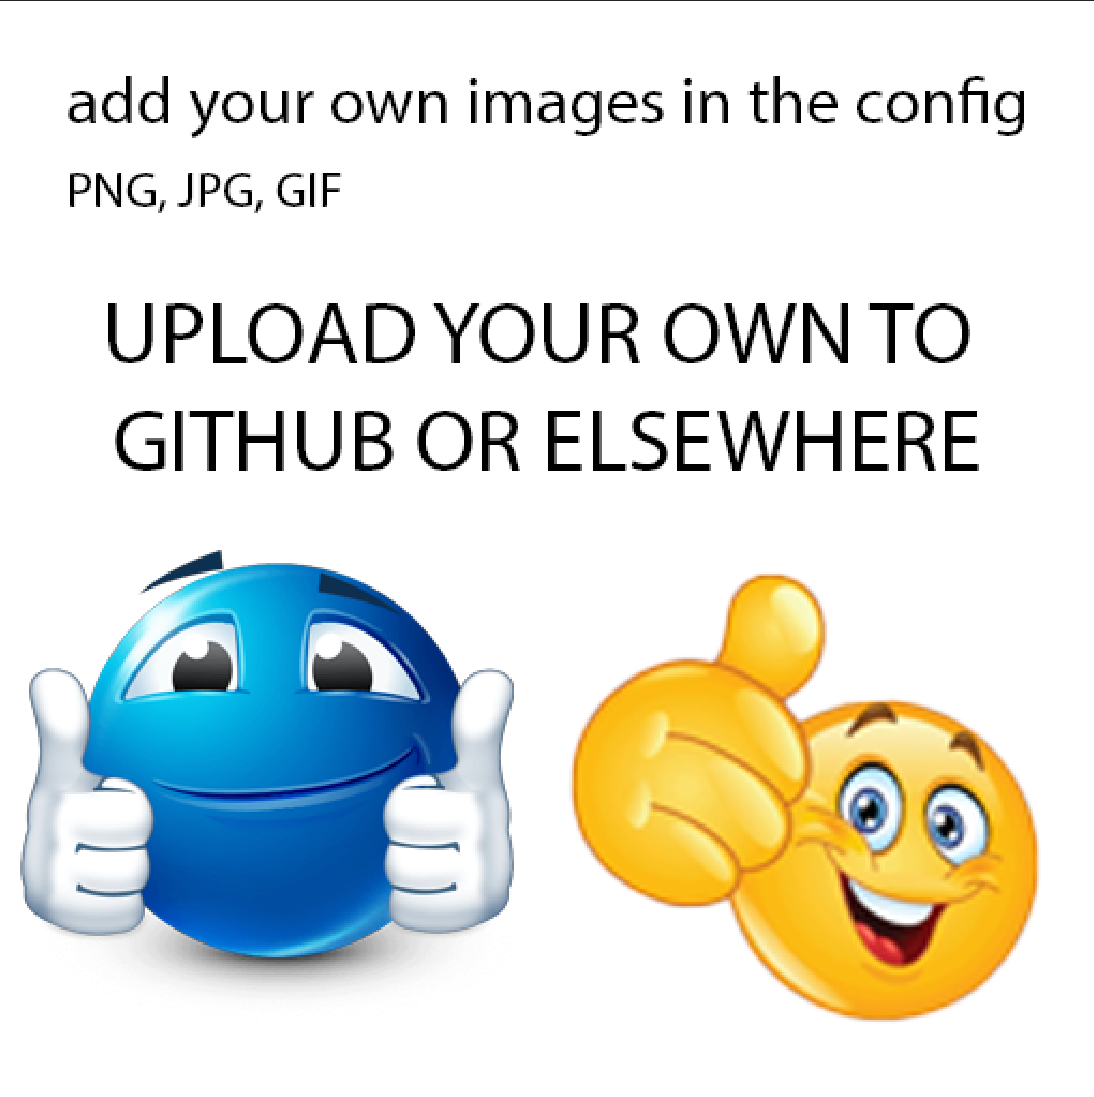 add your own images in the config
PNG, JPG, GIF
UPLOAD YOUR OWN TO
GITHUB OR ELSEWHERE